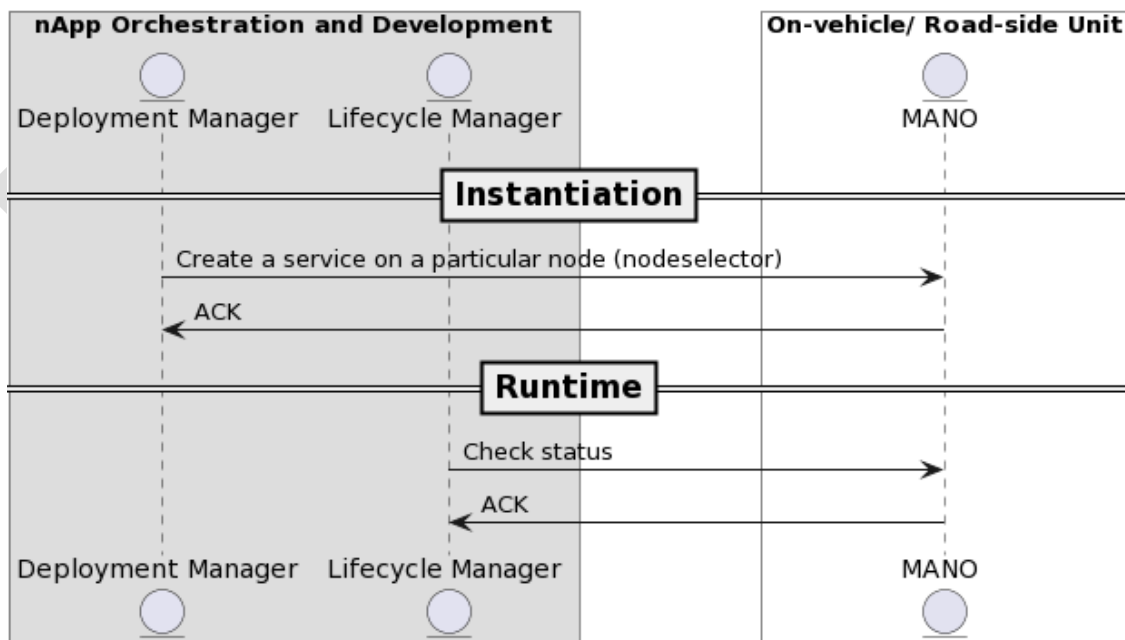 nApp Orchestration and Development
On-vehicle/ Road-side Unit
Deployment Manager
Lifecycle Manager
MANO
Instantiation
Create a service on a particular node (nodeselector)
ACK
Runtime
Check status
ACK
Deployment Manager
Lifecycle Manager
MANO